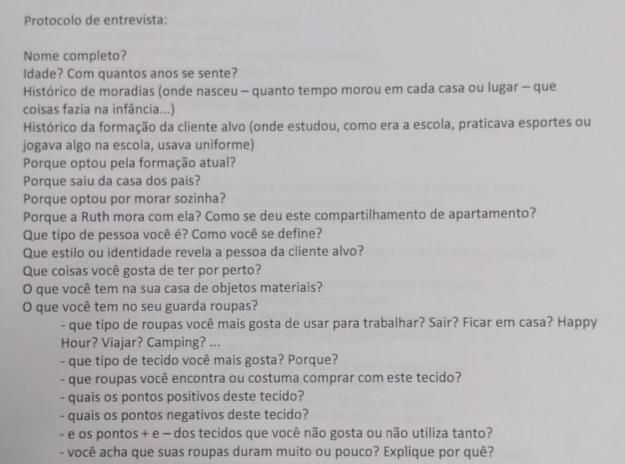 Protocolo de entrevista:
Nome completo?
Idade? Com quantos anos se sente?
Histórico de moradias (onde nasceu – quanto tempo morou em cada casa ou lugar – que
coisas fazia na infância...)
Histórico da formação da cliente alvo (onde estudou, como era a escola, praticava esportes ou
jogava algo na escola, usava uniforme)
Porque optou pela formação atual?
Porque saiu da casa dos pais?
Porque optou por morar sozinha?
Porque a Ruth mora com ela? Como se deu este compartilhamento de apartamento?
Que tipo de pessoa você é? Como você se define?
Que estilo ou identidade revela a pessoa da cliente alvo?
Que coisas você gosta de ter por perto?
O que você tem na sua casa de objetos materiais?
O que você tem no seu guarda roupas?
- que tipo de roupas você mais gosta de usar para trabalhar? Sair? Ficar em casa? Happy
Hour? Viajar? Camping? ...
- que tipo de tecido você mais gosta? Porque?
- que roupas você encontra ou costuma comprar com este tecido?
- quais os pontos positivos deste tecido?
- quais os pontos negativos deste tecido?
- e os pontos + e – dos tecidos que você não gosta ou não utiliza tanto?
- você acha que suas roupas duram muito ou pouco? Explique por quê?